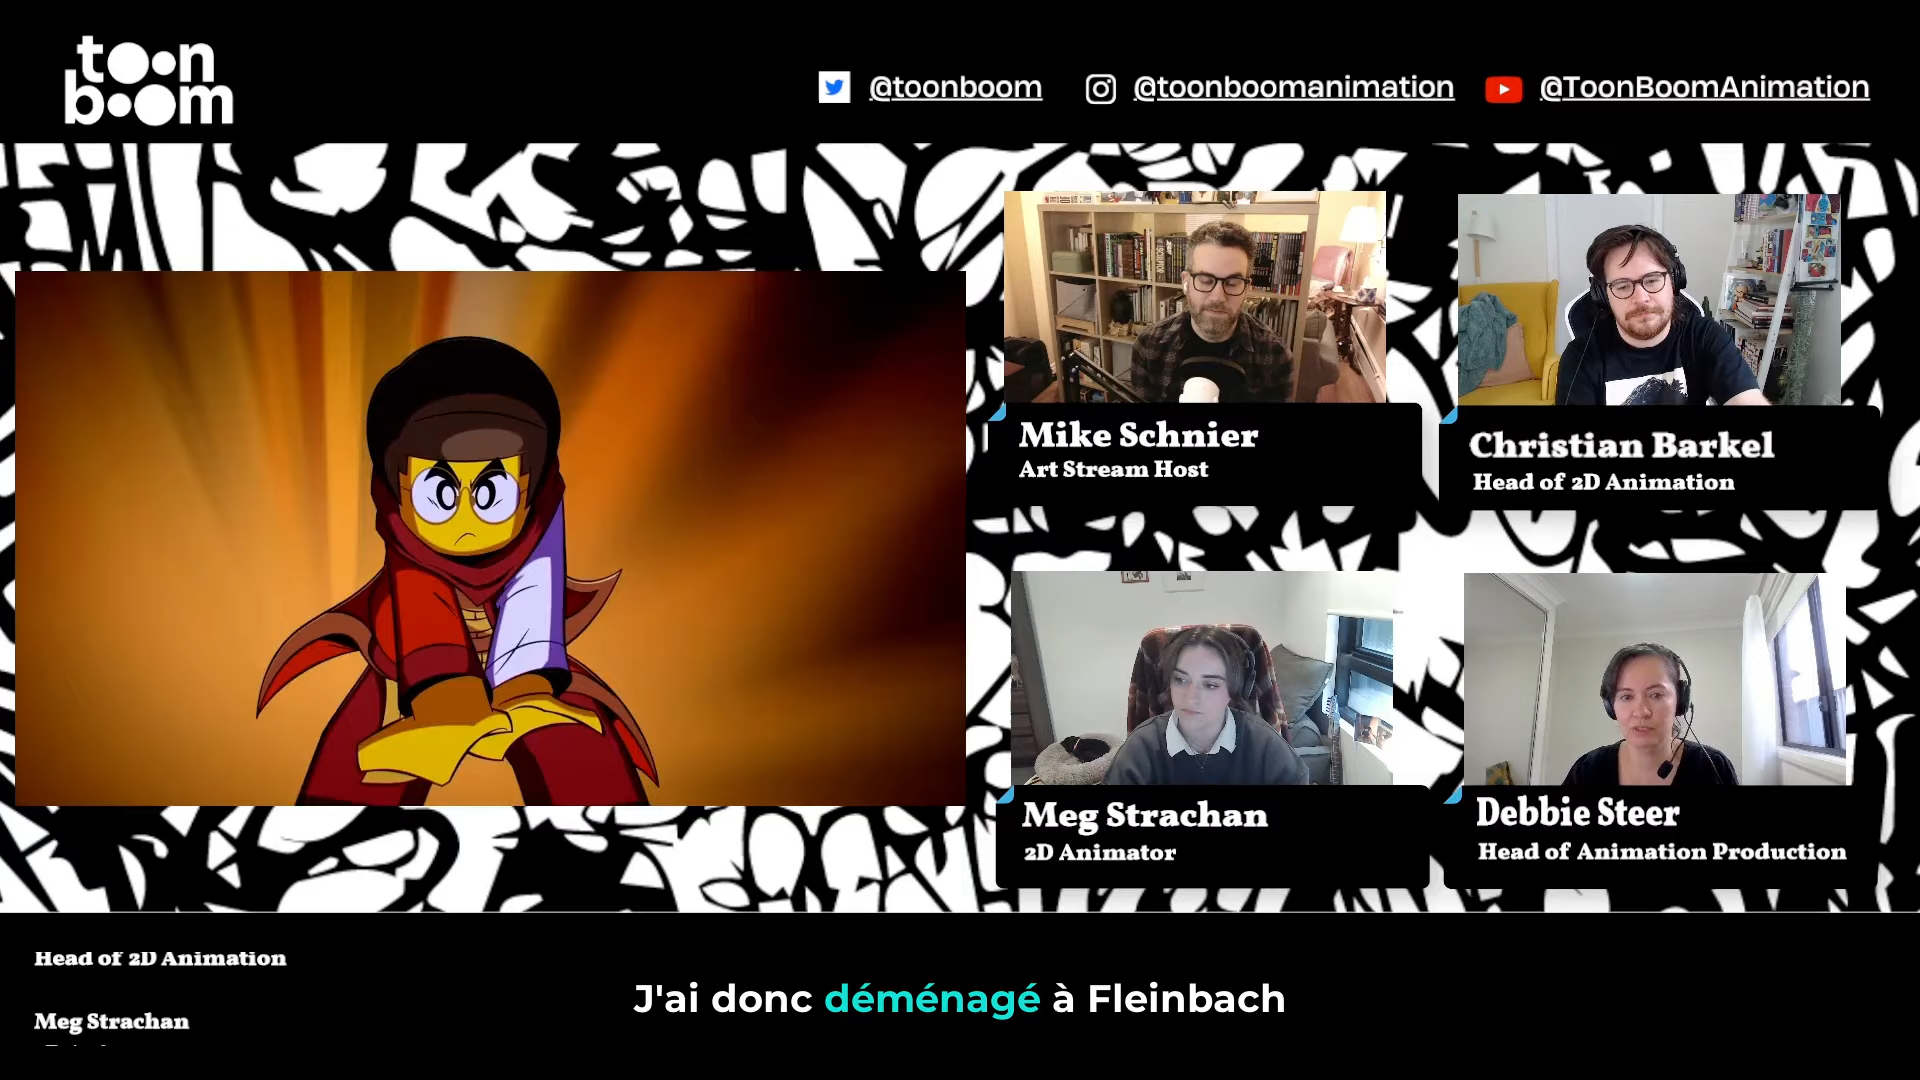 toon
boom
@toonboom
@toonboomanimation
@ToonBoomAnimation
Mike Schnier
Art Stream Host
Christian Barkel
Head of 2D Animation
Meg Strachan
2D Animator
Debbie Steer
Head of Animation Production
Head of 2D Animation
Meg Strachan
J'ai donc déménagé à Fleinbach